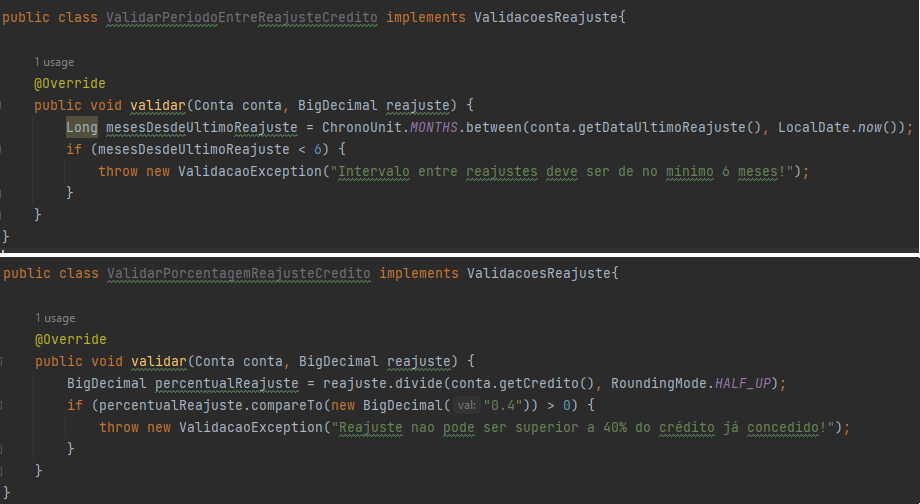 public class ValidarPeriodoEntreReajusteCredito implements ValidacoesReajuste{
1 usage
@Override
public void validar(Conta conta, BigDecimal reajuste) {
Long mesesDesdeUltimoReajuste = ChronoUnit.MONTHS.between(conta.getDataUltimoReajuste(), LocalDate.now());
if (mesesDesdeUltimoReajuste < 6) {
throw new ValidacaoException("Intervalo entre reajustes deve ser de no mínimo 6 meses!");
}
}
}
public class ValidarPorcentagemReajusteCredito implements ValidacoesReajuste{
1 usage
@Override
public void validar(Conta conta, BigDecimal reajuste) {
BigDecimal percentualReajuste = reajuste.divide(conta.getCredito(), RoundingMode.HALF_UP);
if (percentualReajuste.compareTo(new BigDecimal( val: "0.4")) > 0) {
throw new ValidacaoException("Reajuste nao pode ser superior a 40% do crédito já concedido!");
}
}
}